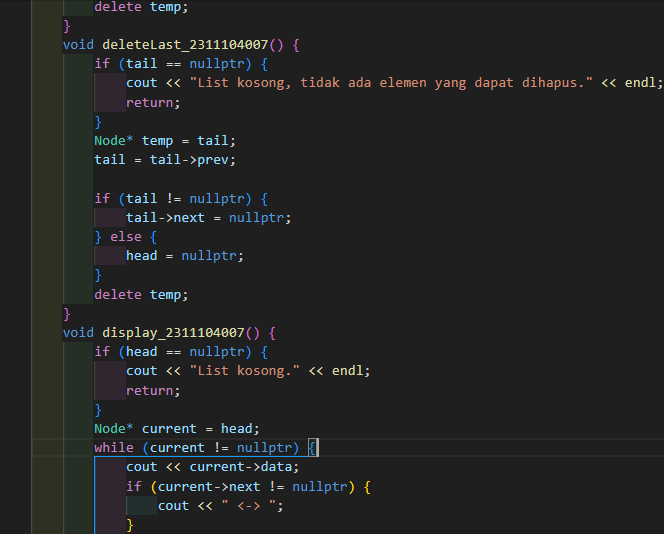 delete temp;
}
void deleteLast_2311104007() {
if (tail == nullptr) {
cout << "List kosong, tidak ada elemen yang dapat dihapus." << endl;
return;
}
Node* temp = tail;
tail = tail->prev;
if (tail != nullptr) {
tail->next = nullptr;
} else {
head = nullptr;
}
delete temp;
}
void display_2311104007() {
if (head == nullptr) {
cout << "List kosong." << endl;
return;
}
Node* current = head;
while (current != nullptr) {
cout << current->data;
if (current->next != nullptr) {
cout << " <-> ";
}